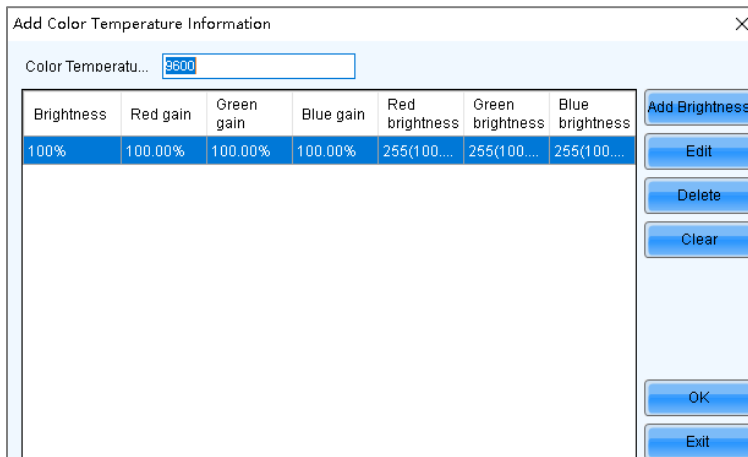 Add Color Temperature Information
Color Temperatu... 9600
Brightness Red gain Green gain Blue gain Red brightness Green brightness Blue brightness
100% 100.00% 100.00% 100.00% 255(100.... 255(100.... 255(100....
Add Brightness
Edit
Delete
Clear
OK
Exit